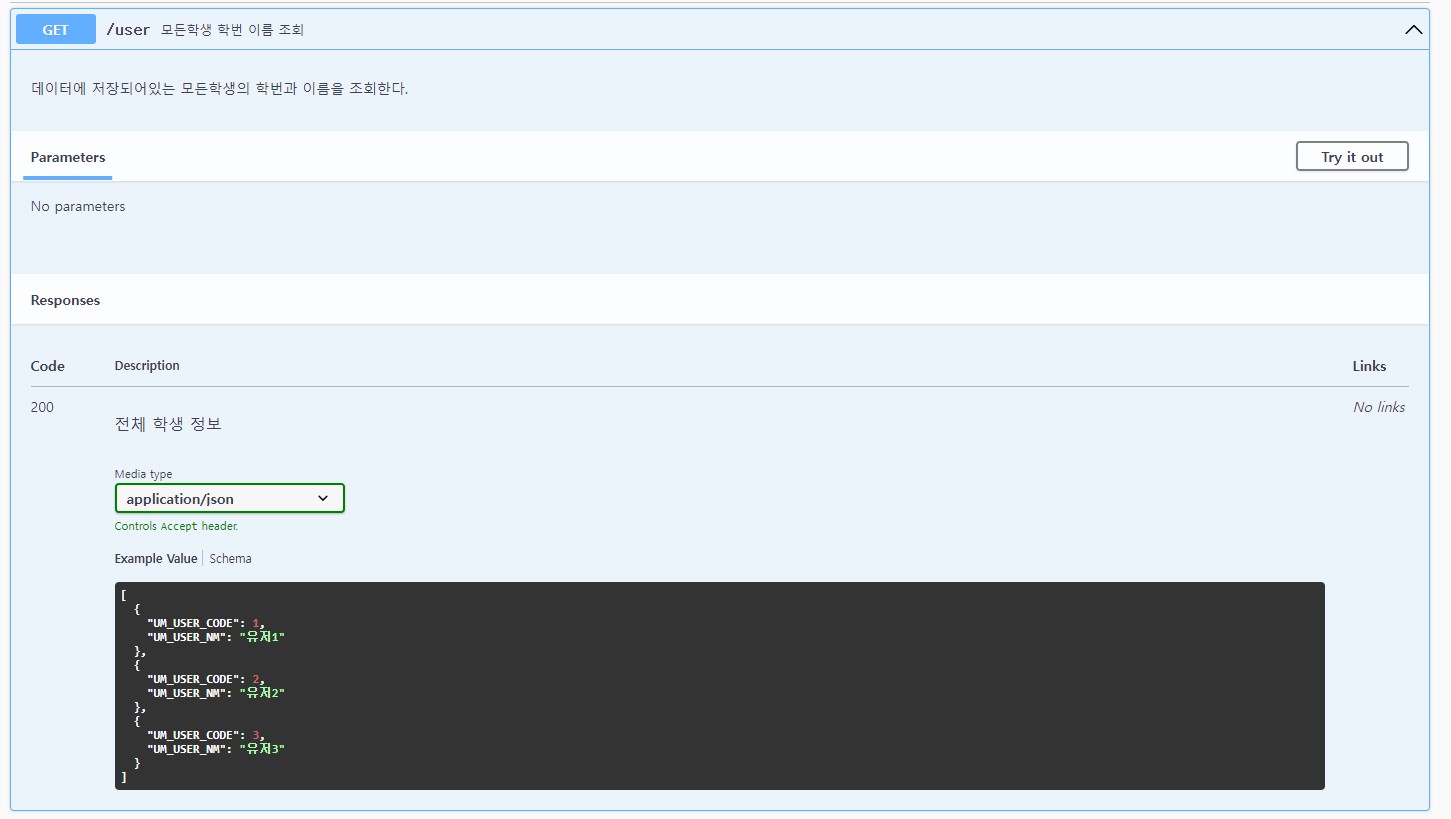 GET /user 모든학생 학번 이름 조회
데이터에 저장되어있는 모든학생의 학번과 이름을 조회한다.
Parameters Try it out
No parameters
Responses
Code Description Links
200 전체 학생 정보 No links
Media type
application/json
Controls Accept header.
Example Value Schema
[
  {
    "UM_USER_CODE": 1,
    "UM_USER_NM": "유저1"
  },
  {
    "UM_USER_CODE": 2,
    "UM_USER_NM": "유저2"
  },
  {
    "UM_USER_CODE": 3,
    "UM_USER_NM": "유저3"
  }
]